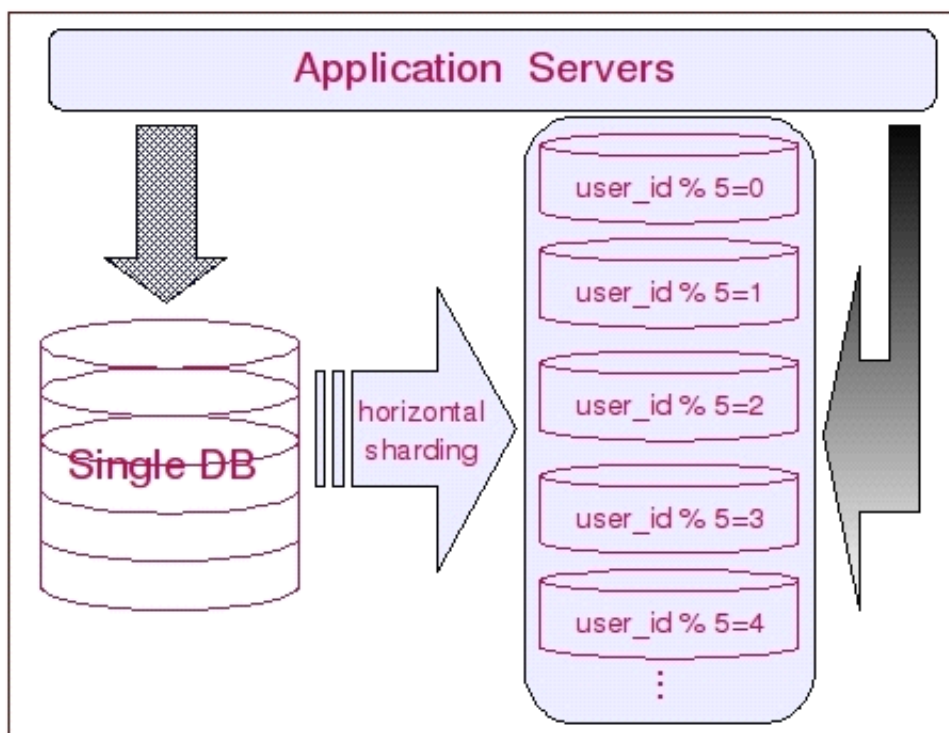 Application Servers
user_id % 5=0
user_id % 5=1
user_id % 5=2
user_id % 5=3
user_id % 5=4
⋮
Single DB
horizontal
sharding